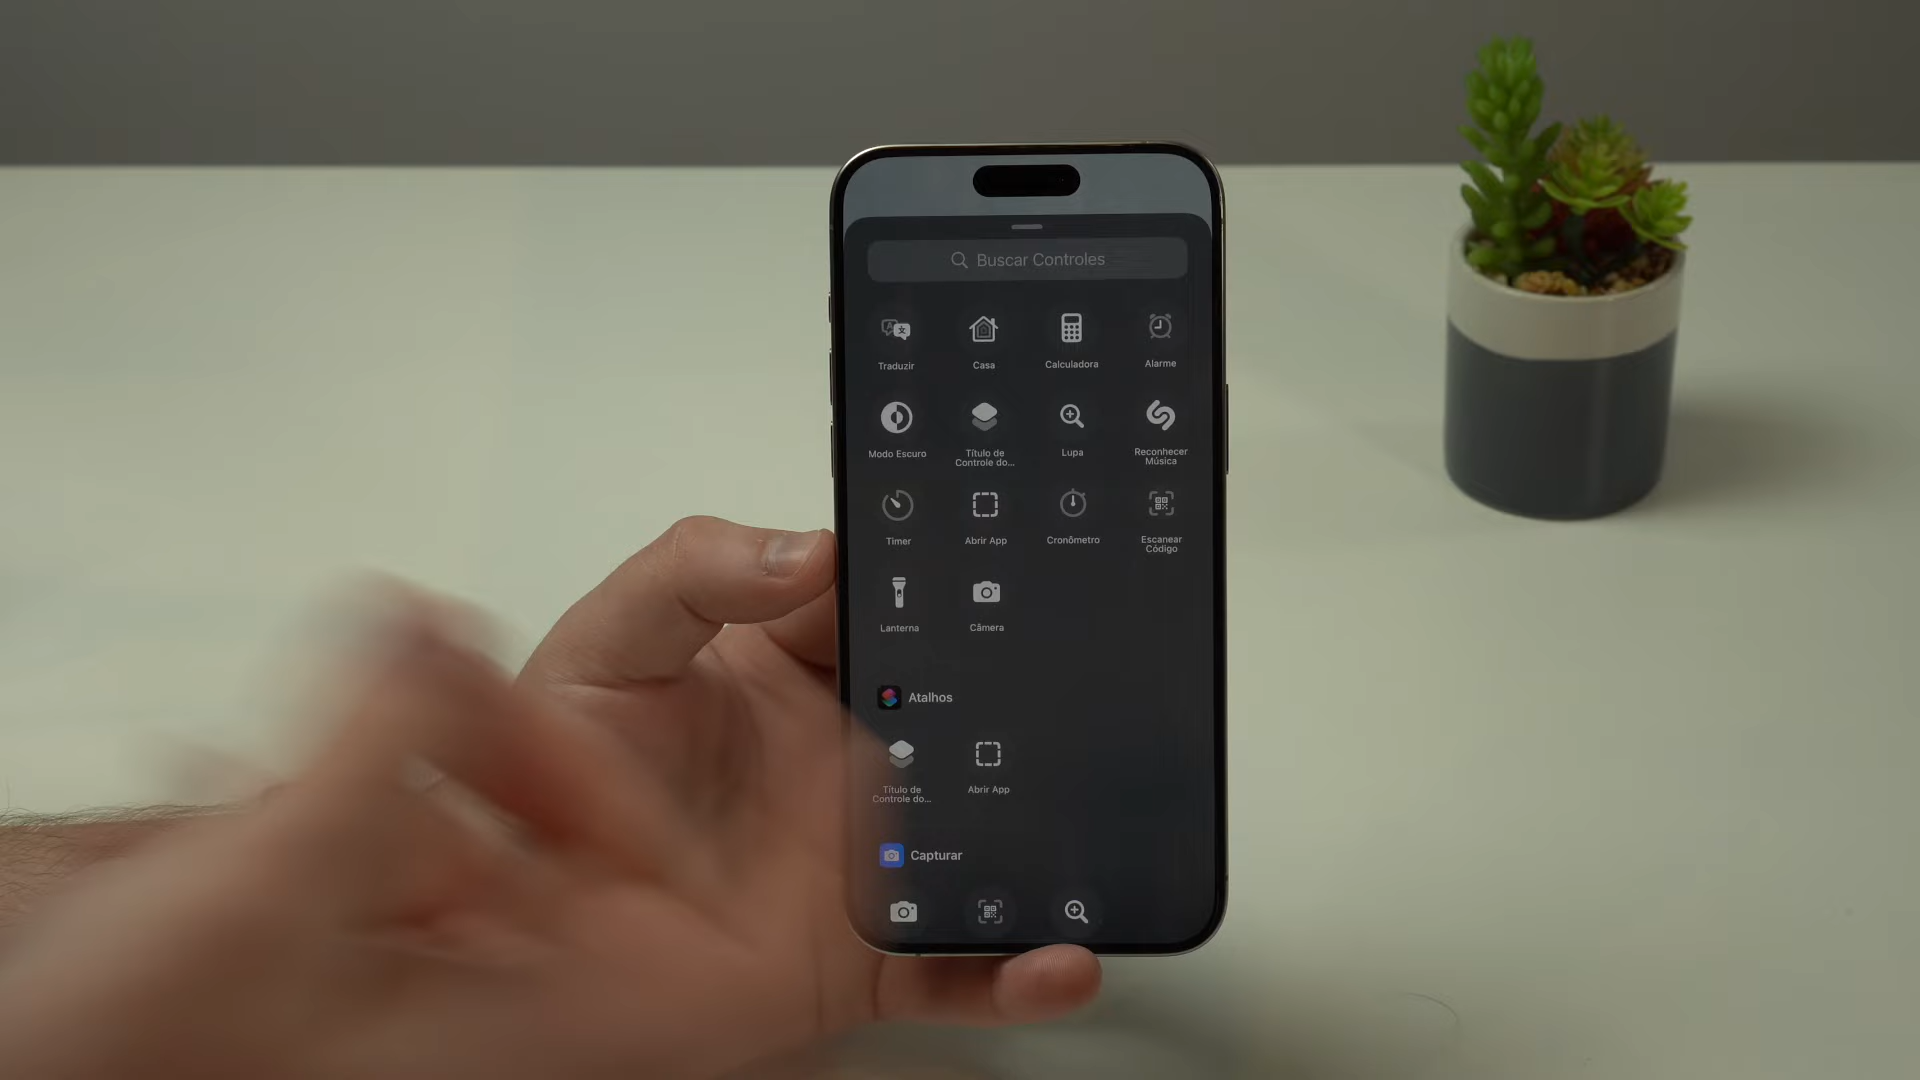 Buscar Controles
Traduzir
Casa
Calculadora
Alarme
Modo Escuro
Título de
Controle do...
Lupa
Reconhecer
Música
Timer
Abrir App
Cronômetro
Escanear
Código
Lanterna
Câmera
Atalhos
Título de
Controle do...
Abrir App
Capturar